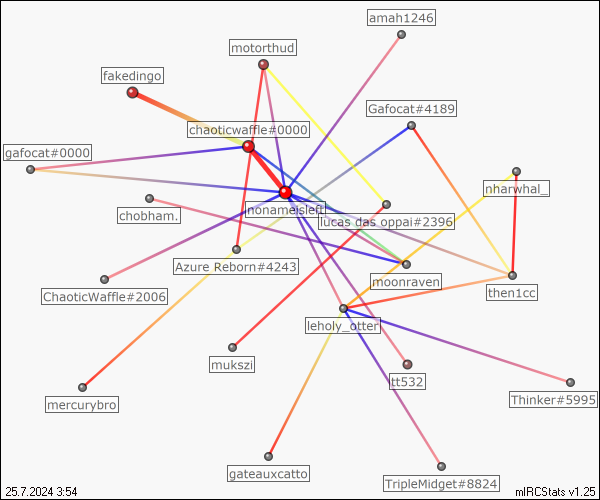 amah1246
motorthud
fakedingo
Gafocat#4189
chaoticwaffle#0000
gafocat#0000
nharwhal_
nonameisleft
lucas das oppai#2396
chobham.
Azure Reborn#4243
moonraven
ChaoticWaffle#2006
then1cc
leholy_otter
mukszi
tt532
mercurybro
Thinker#5995
gateauxcatto
TripleMidget#8824
25.7.2024 3:54
mIRCStats v1.25